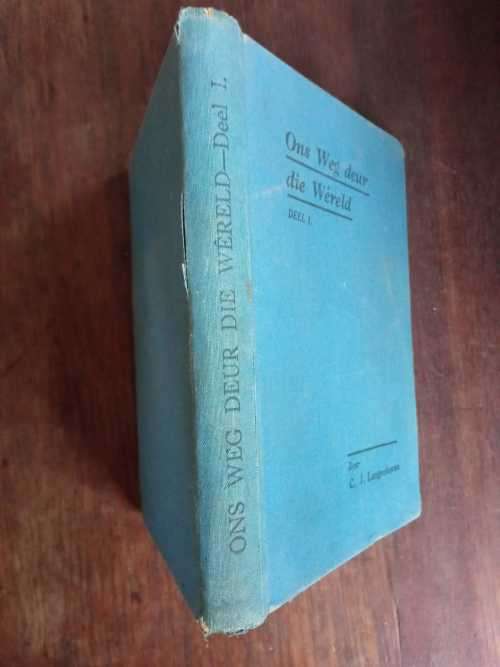 ONS WEG DEUR DIE WÊRELD—Deel I.
Ons Weg deur
die Wêreld
DEEL I.
deur
C. J. Langenhoven